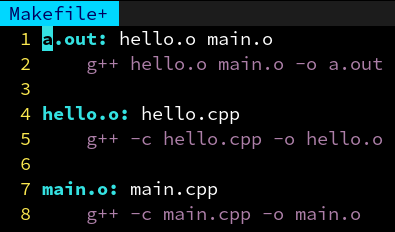 Makefile+
1 a.out: hello.o main.o
2     g++ hello.o main.o -o a.out
3
4 hello.o: hello.cpp
5     g++ -c hello.cpp -o hello.o
6
7 main.o: main.cpp
8     g++ -c main.cpp -o main.o